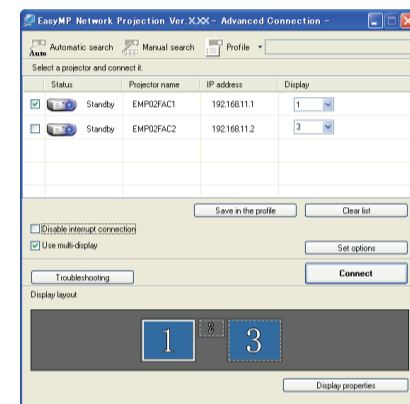 EasyMP Network Projection Ver.X.XX - Advanced Connection -
Auto Automatic search Manual search Profile
Select a projector and connect it.
Status Projector name IP address Display
Standby EMP02FAC1 192.168.11.1 1
Standby EMP02FAC2 192.168.11.2 3
Save in the profile Clear list
Disable interrupt connection
Use multi-display
Set options
Troubleshooting Connect
Display layout
1 2 3
Display properties